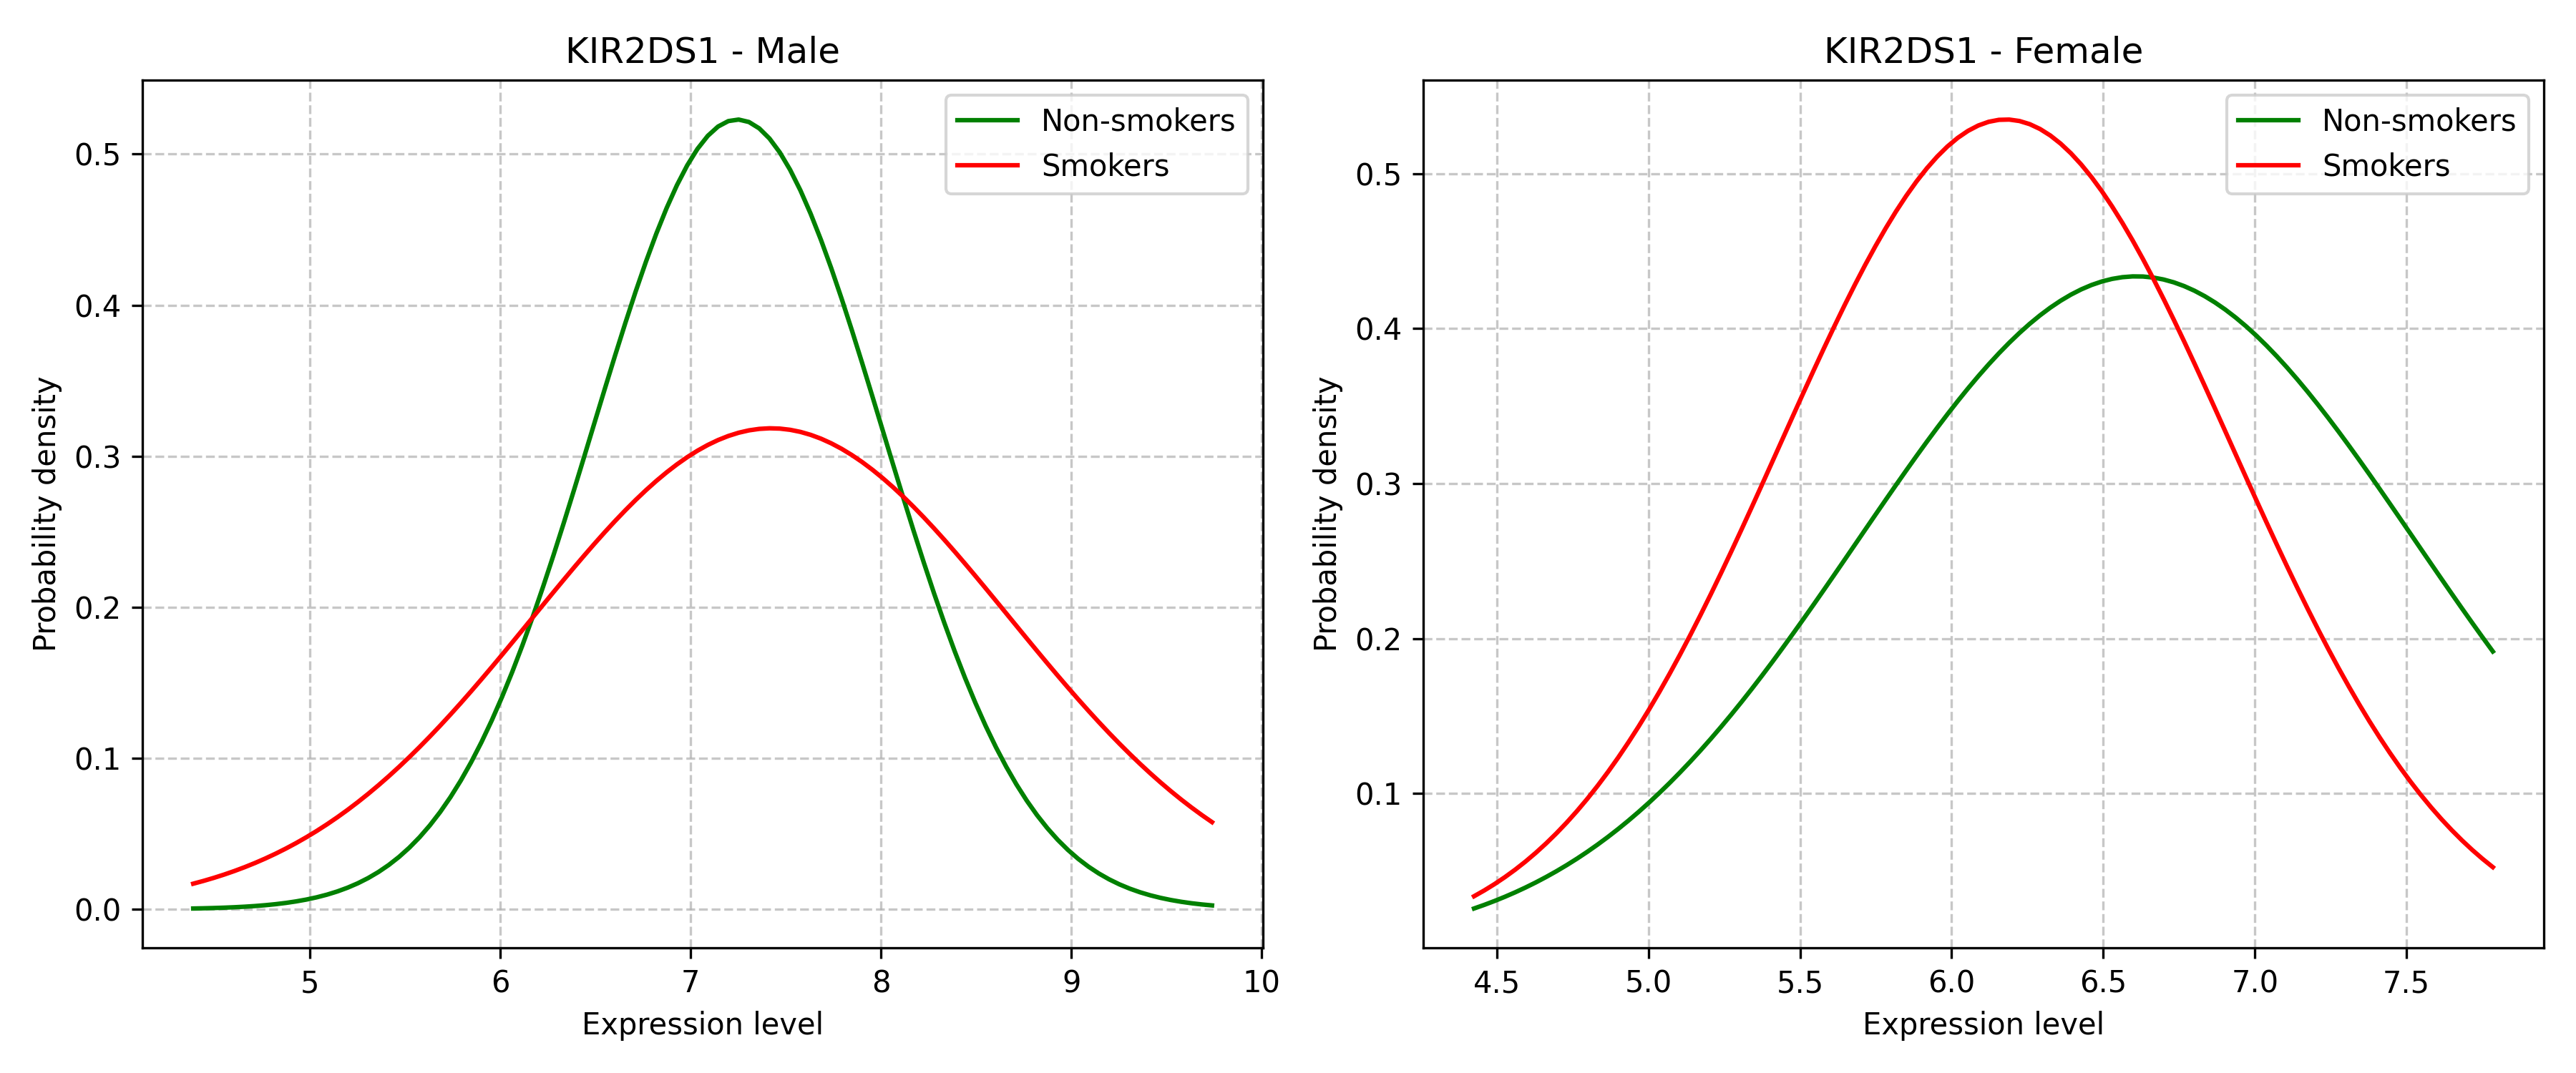 KIR2DS1 - Male
Non-smokers
Smokers
Probability density
0.5
0.4
0.3
0.2
0.1
0.0
5 6 7 8 9 10
Expression level
KIR2DS1 - Female
Non-smokers
Smokers
Probability density
0.5
0.4
0.3
0.2
0.1
4.5 5.0 5.5 6.0 6.5 7.0 7.5
Expression level